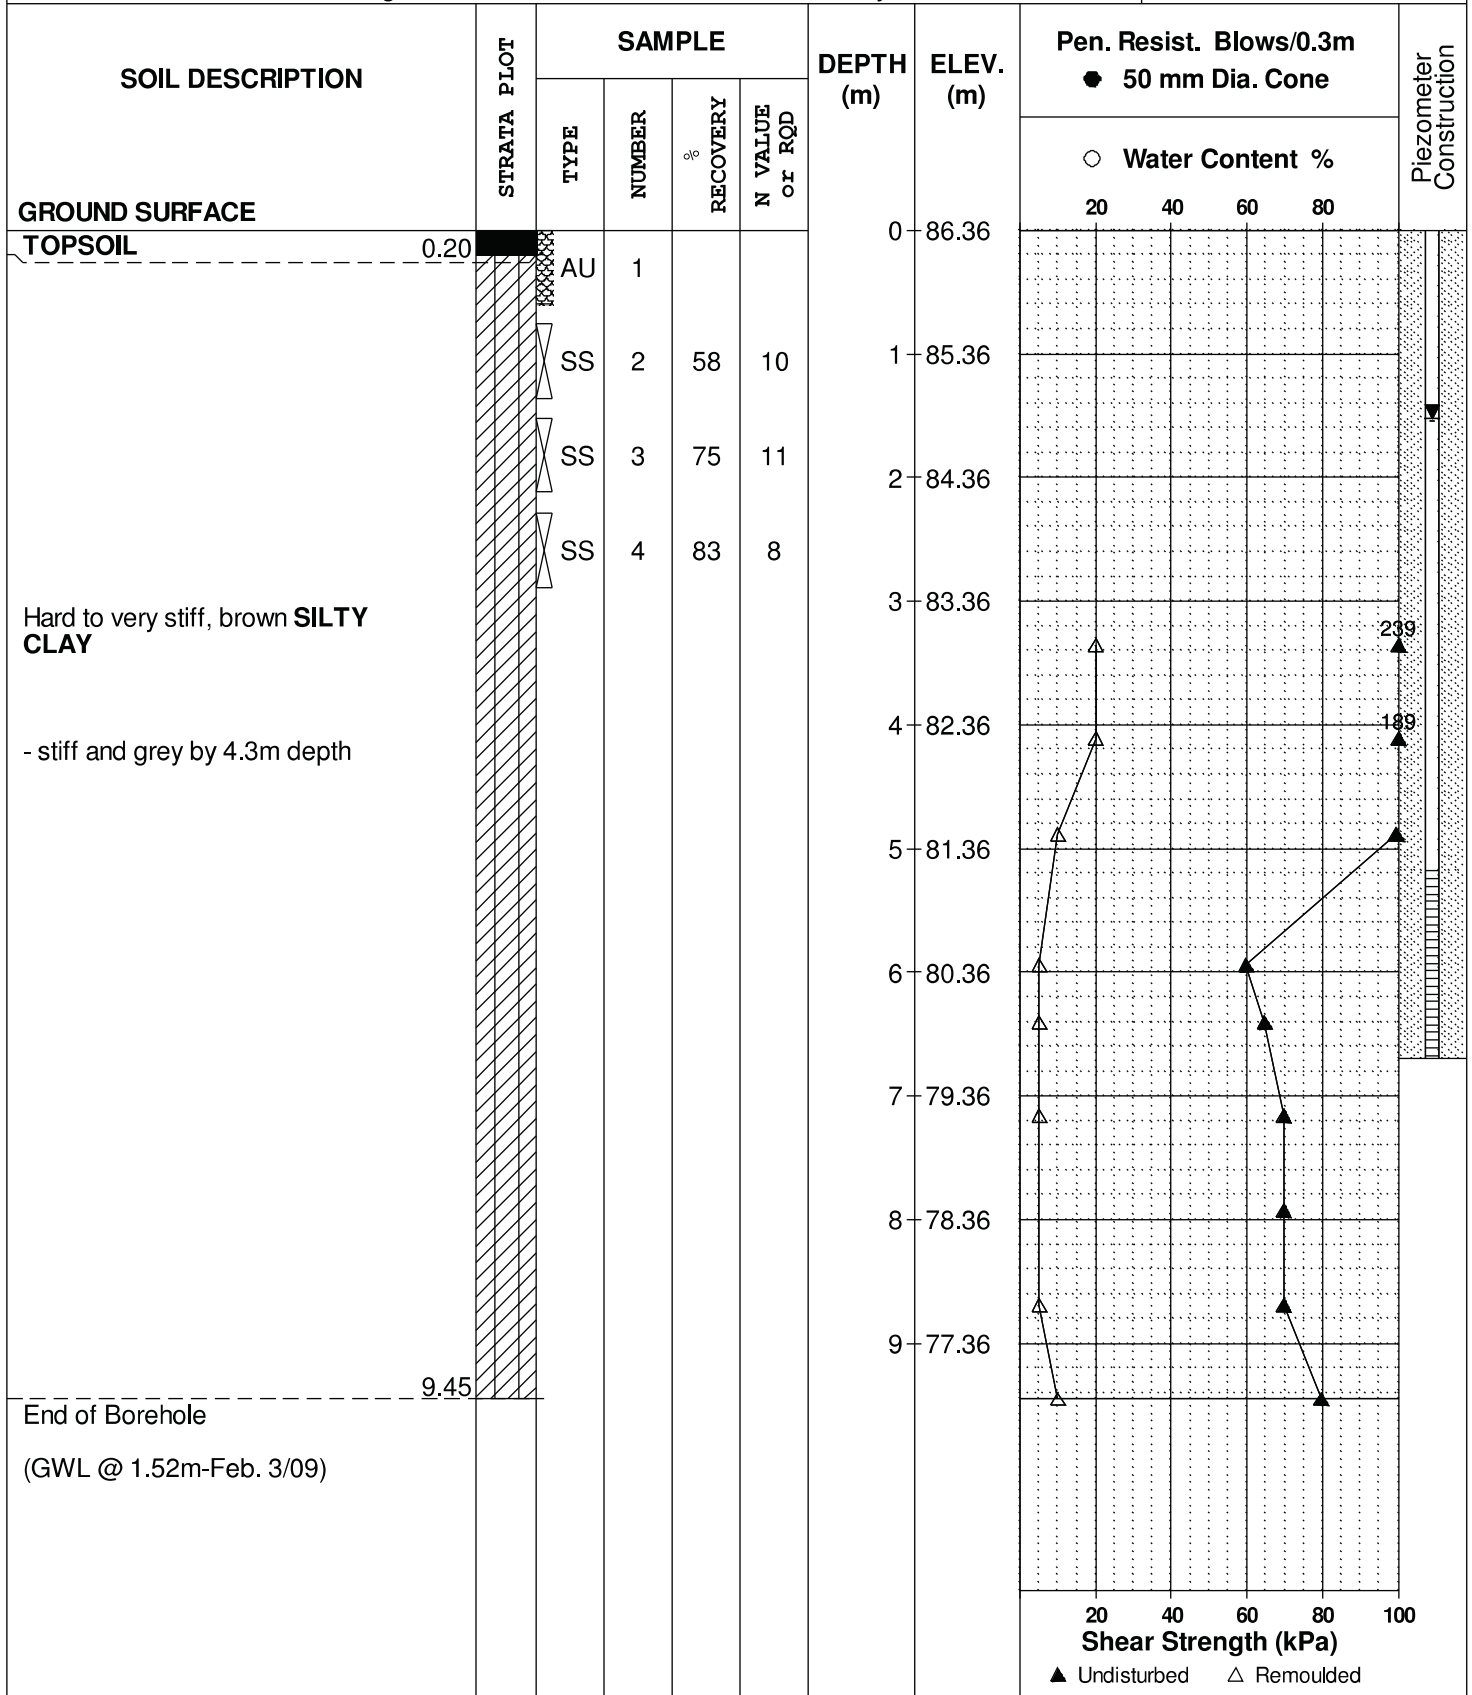 SOIL DESCRIPTION
STRATA PLOT
SAMPLE
TYPE
NUMBER
%
RECOVERY
N VALUE
or RQD
DEPTH
(m)
ELEV.
(m)
Pen. Resist. Blows/0.3m
● 50 mm Dia. Cone
○ Water Content %
20 40 60 80
Piezometer
Construction
GROUND SURFACE
0 86.36
TOPSOIL 0.20
AU 1
SS 2 58 10
1 85.36
SS 3 75 11
2 84.36
SS 4 83 8
3 83.36
Hard to very stiff, brown SILTY
CLAY
239
4 82.36
189
- stiff and grey by 4.3m depth
5 81.36
6 80.36
7 79.36
8 78.36
9 77.36
9.45
End of Borehole
(GWL @ 1.52m-Feb. 3/09)
20 40 60 80 100
Shear Strength (kPa)
▲ Undisturbed △ Remoulded